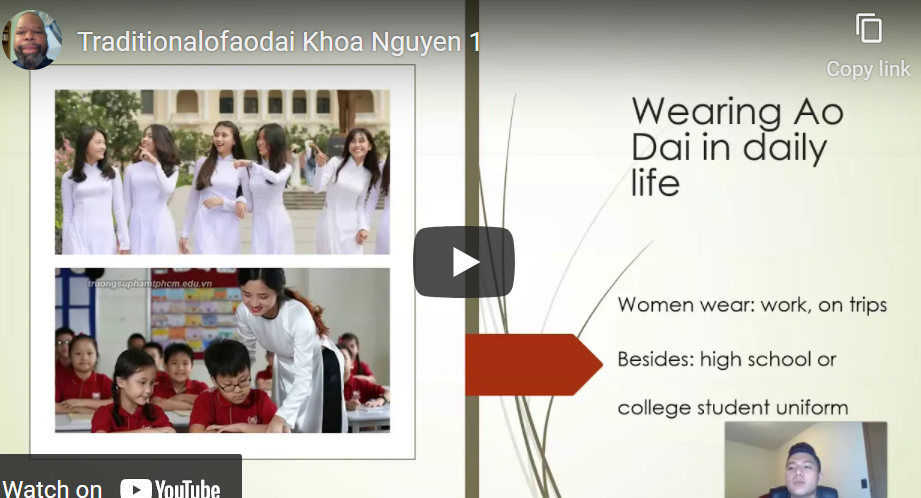 Traditionalofaodai Khoa Nguyen 1
Copy link
Wearing Ao
Dai in daily
life
truongsuphamtphcm.edu.vn
Women wear: work, on trips
Besides: high school or
college student uniform
Watch on YouTube